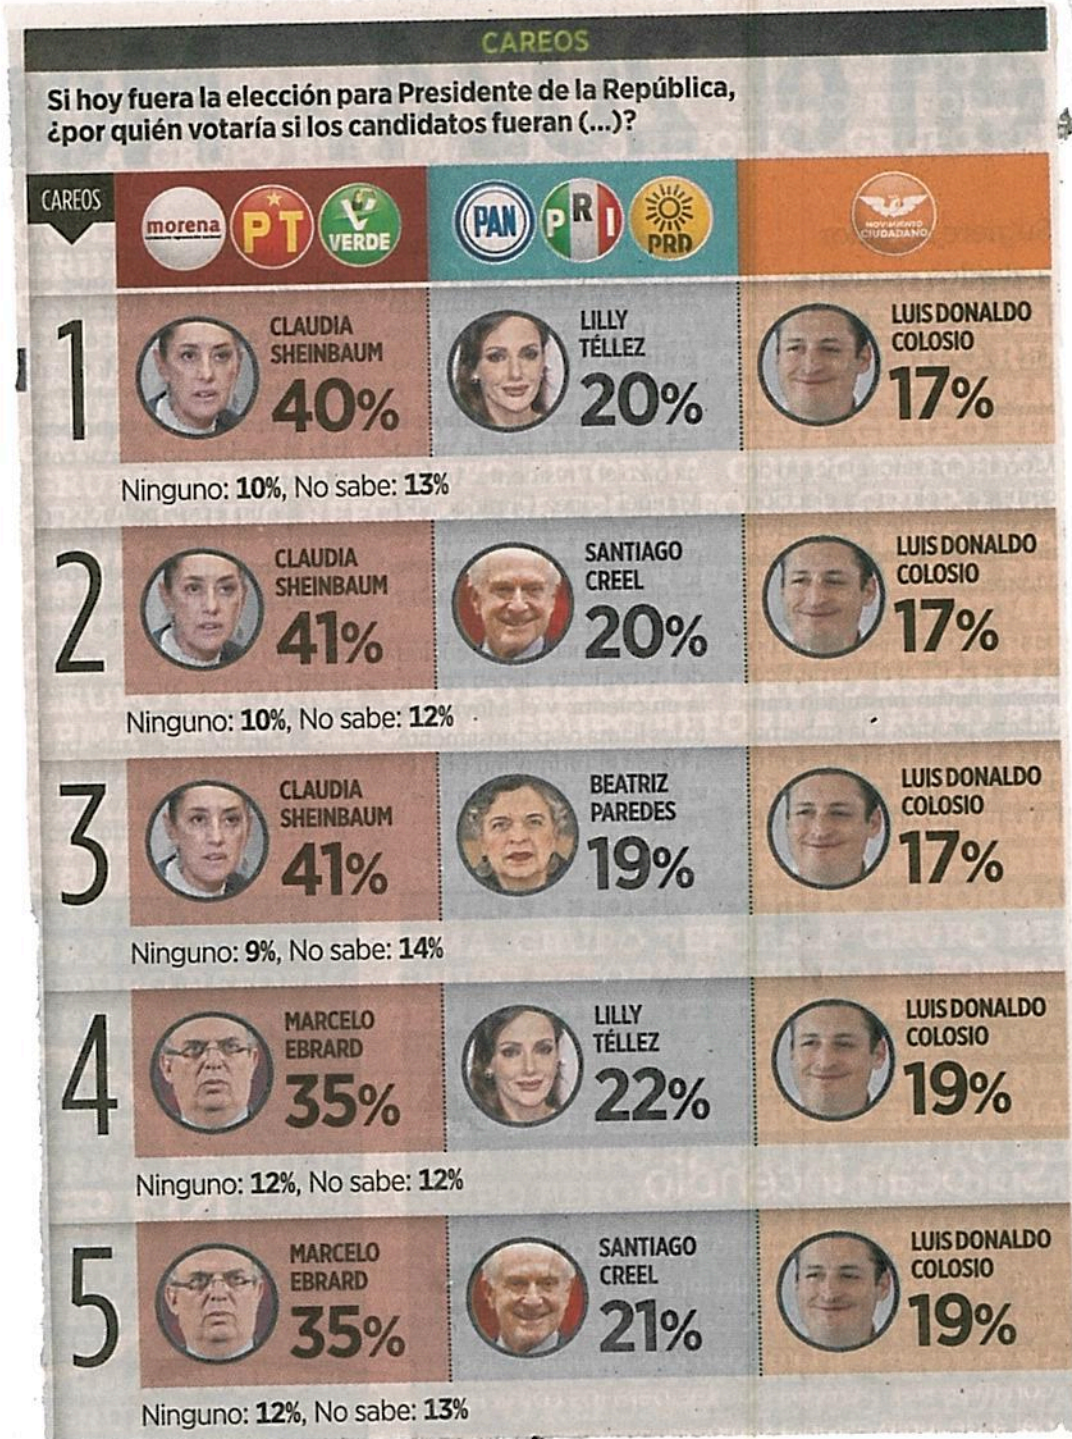 CAREOS
Si hoy fuera la elección para Presidente de la República,
¿por quién votaría si los candidatos fueran (...)?
CAREOS
morena
PT
VERDE
PAN
PRI
PRD
MOVIMIENTO
CIUDADANO
1
CLAUDIA
SHEINBAUM
40%
LILLY
TÉLLEZ
20%
LUIS DONALDO
COLOSIO
17%
Ninguno: 10%, No sabe: 13%
2
CLAUDIA
SHEINBAUM
41%
SANTIAGO
CREEL
20%
LUIS DONALDO
COLOSIO
17%
Ninguno: 10%, No sabe: 12%
3
CLAUDIA
SHEINBAUM
41%
BEATRIZ
PAREDES
19%
LUIS DONALDO
COLOSIO
17%
Ninguno: 9%, No sabe: 14%
4
MARCELO
EBRARD
35%
LILLY
TÉLLEZ
22%
LUIS DONALDO
COLOSIO
19%
Ninguno: 12%, No sabe: 12%
5
MARCELO
EBRARD
35%
SANTIAGO
CREEL
21%
LUIS DONALDO
COLOSIO
19%
Ninguno: 12%, No sabe: 13%